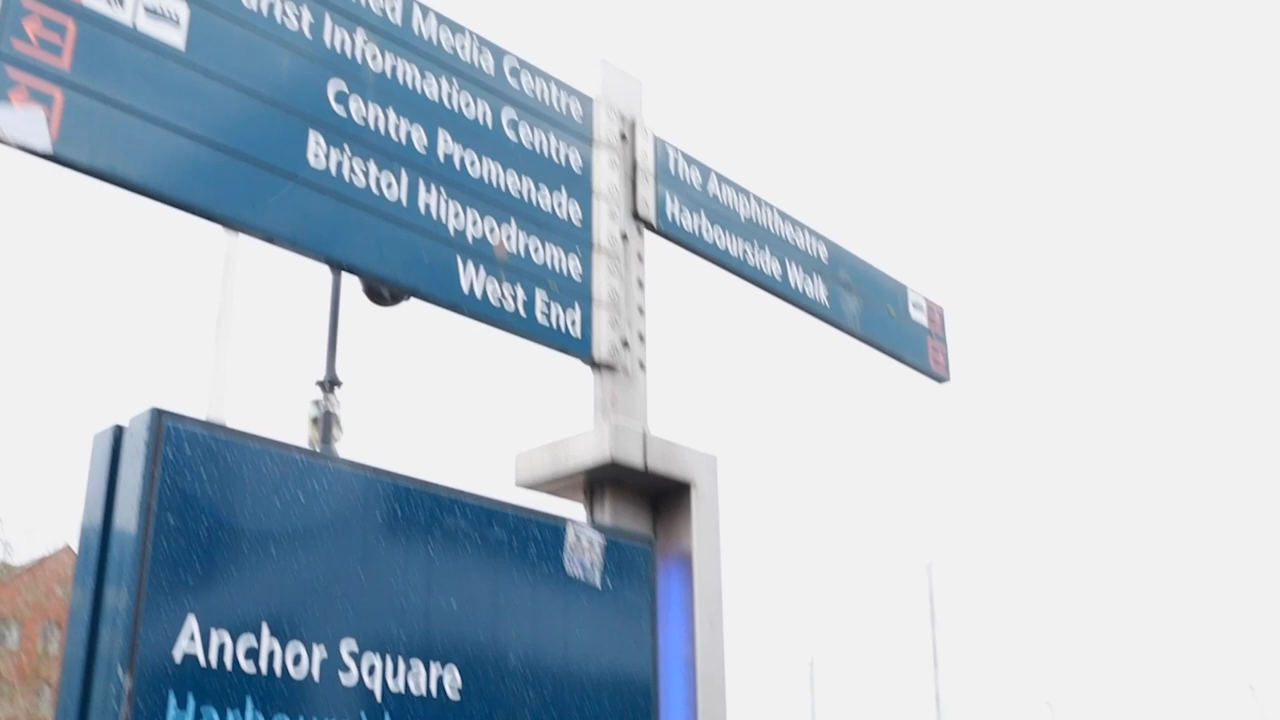 Media Centre
Information Centre
Centre Promenade
Bristol Hippodrome
West End
The Amphitheatre
Harbourside Walk
Anchor Square